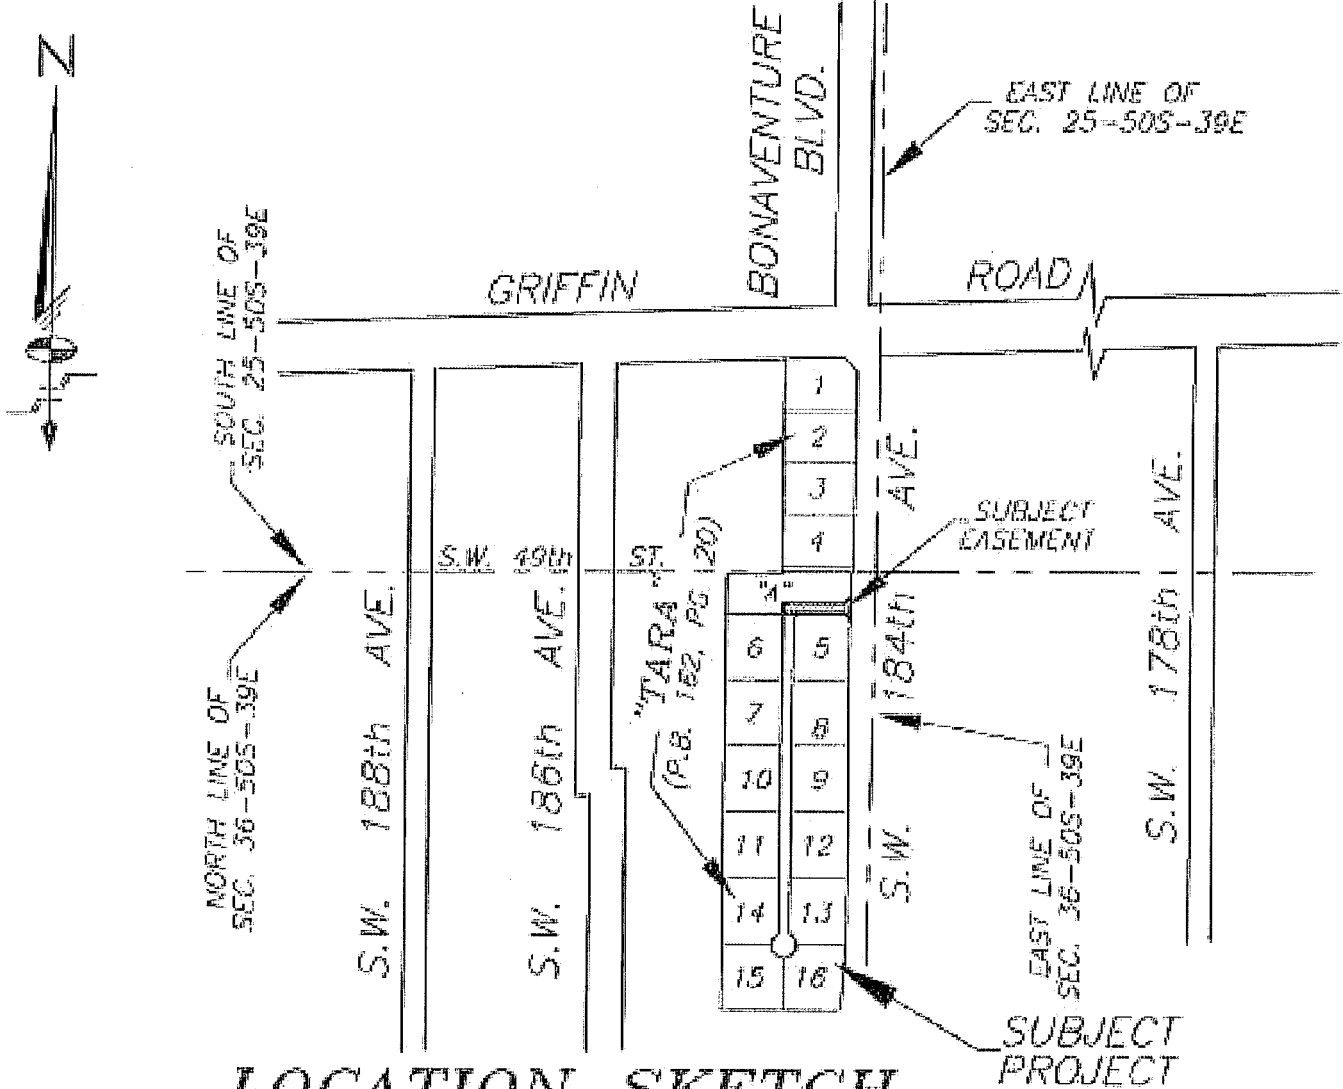 N
BONAVENTURE
BLVD.
EAST LINE OF
SEC. 25-50S-39E
SOUTH LINE OF
SEC. 25-50S-39E
GRIFFIN
ROAD
1
2
3
4
AVE.
SUBJECT
EASEMENT
S.W. 49th
ST.
"A"
"TARA"
(P.B. 162, PG. 20)
184th
S.W.
6
5
7
8
10
9
11
12
14
13
15
16
NORTH LINE OF
SEC. 36-50S-39E
S.W. 188th AVE.
S.W. 186th AVE.
S.W. 178th AVE.
EAST LINE OF
SEC. 36-50S-39E
SUBJECT
PROJECT
LOCATION SKETCH